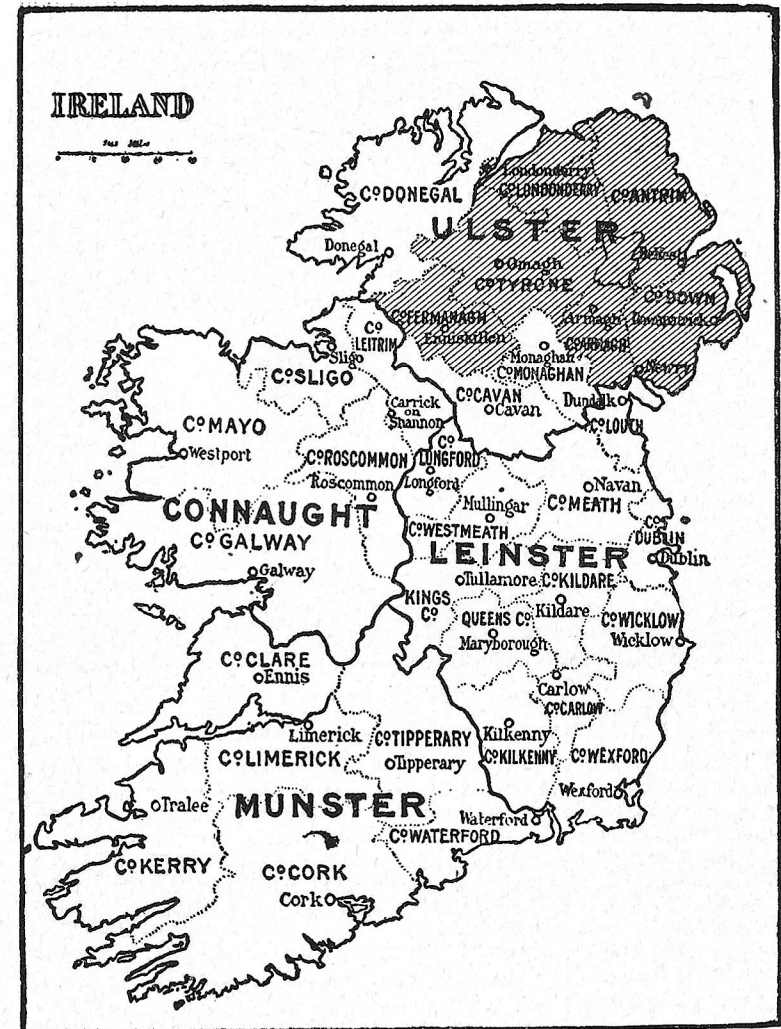 IRELAND
Londonderry
Co LONDONDERRY
Co DONEGAL
Co ANTRIM
ULSTER
Donegal
Belfast
Omagh
Co TYRONE
Co DOWN
Co FERMANAGH
Armagh
Downpatrick
Enniskillen
Co LEITRIM
Co ARMAGH
Sligo
Monaghan
Co MONAGHAN
Newry
Co SLIGO
Co CAVAN
Cavan
Dundalk
Carrick
on
Shannon
Co LOUTH
Co MAYO
Westport
Co ROSCOMMON
Co
LONGFORD
Roscommon
Longford
Navan
Mullingar
Co MEATH
CONNAUGHT
Co WESTMEATH
Co
DUBLIN
Co GALWAY
LEINSTER
Dublin
Galway
Tullamore
Co KILDARE
KINGS
Co
QUEENS Co
Kildare
Co WICKLOW
Maryborough
Wicklow
Co CLARE
Ennis
Carlow
Co CARLOW
Limerick
Co TIPPERARY
Kilkenny
Co LIMERICK
Tipperary
Co KILKENNY
Co WEXFORD
Tralee
MUNSTER
Wexford
Waterford
Co WATERFORD
Co KERRY
Co CORK
Cork